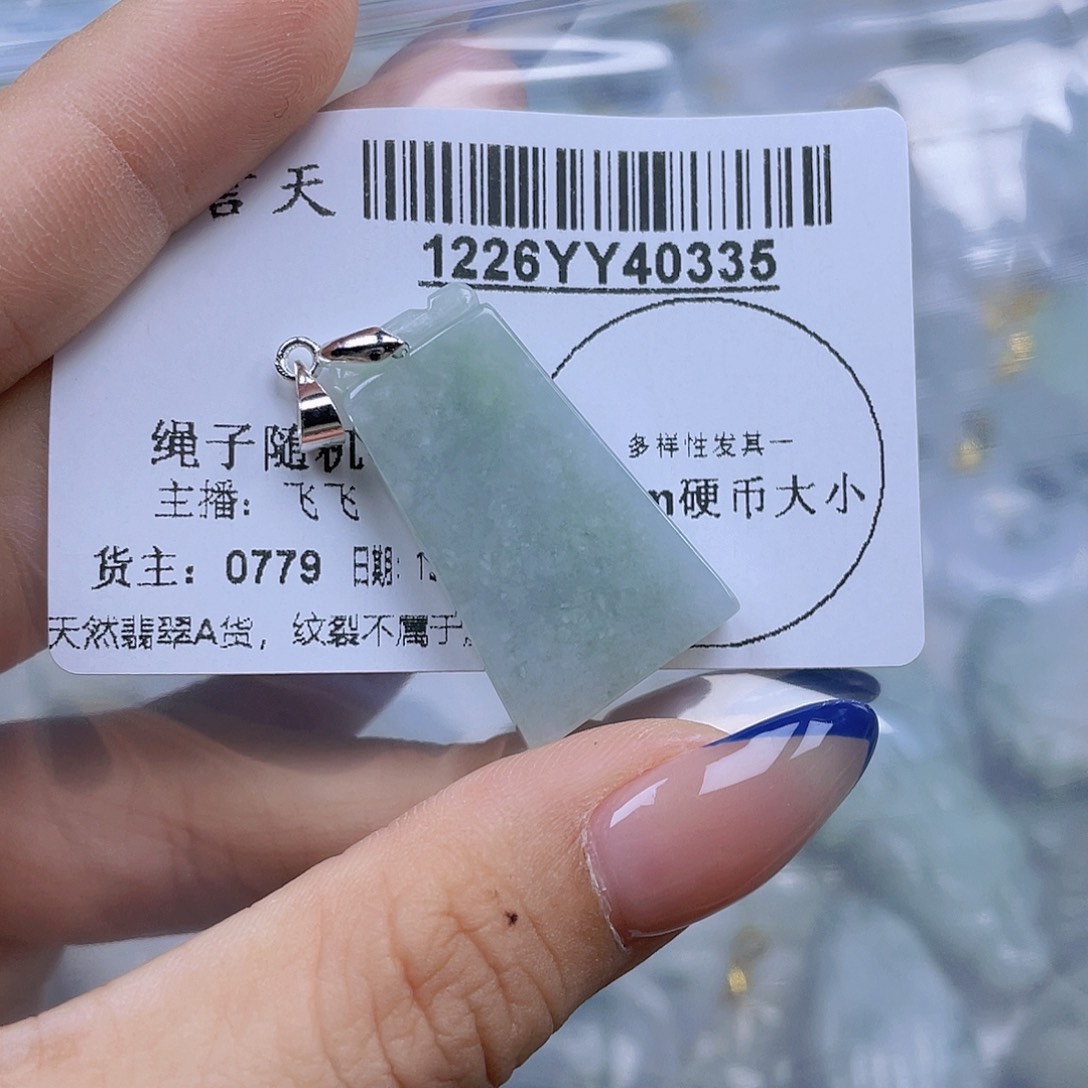 言天
1226YY40335
绳子随机
多样性发其一
主播：飞飞
硬币大小
货主：0779 日期：
天然翡翠A货，纹裂不属于